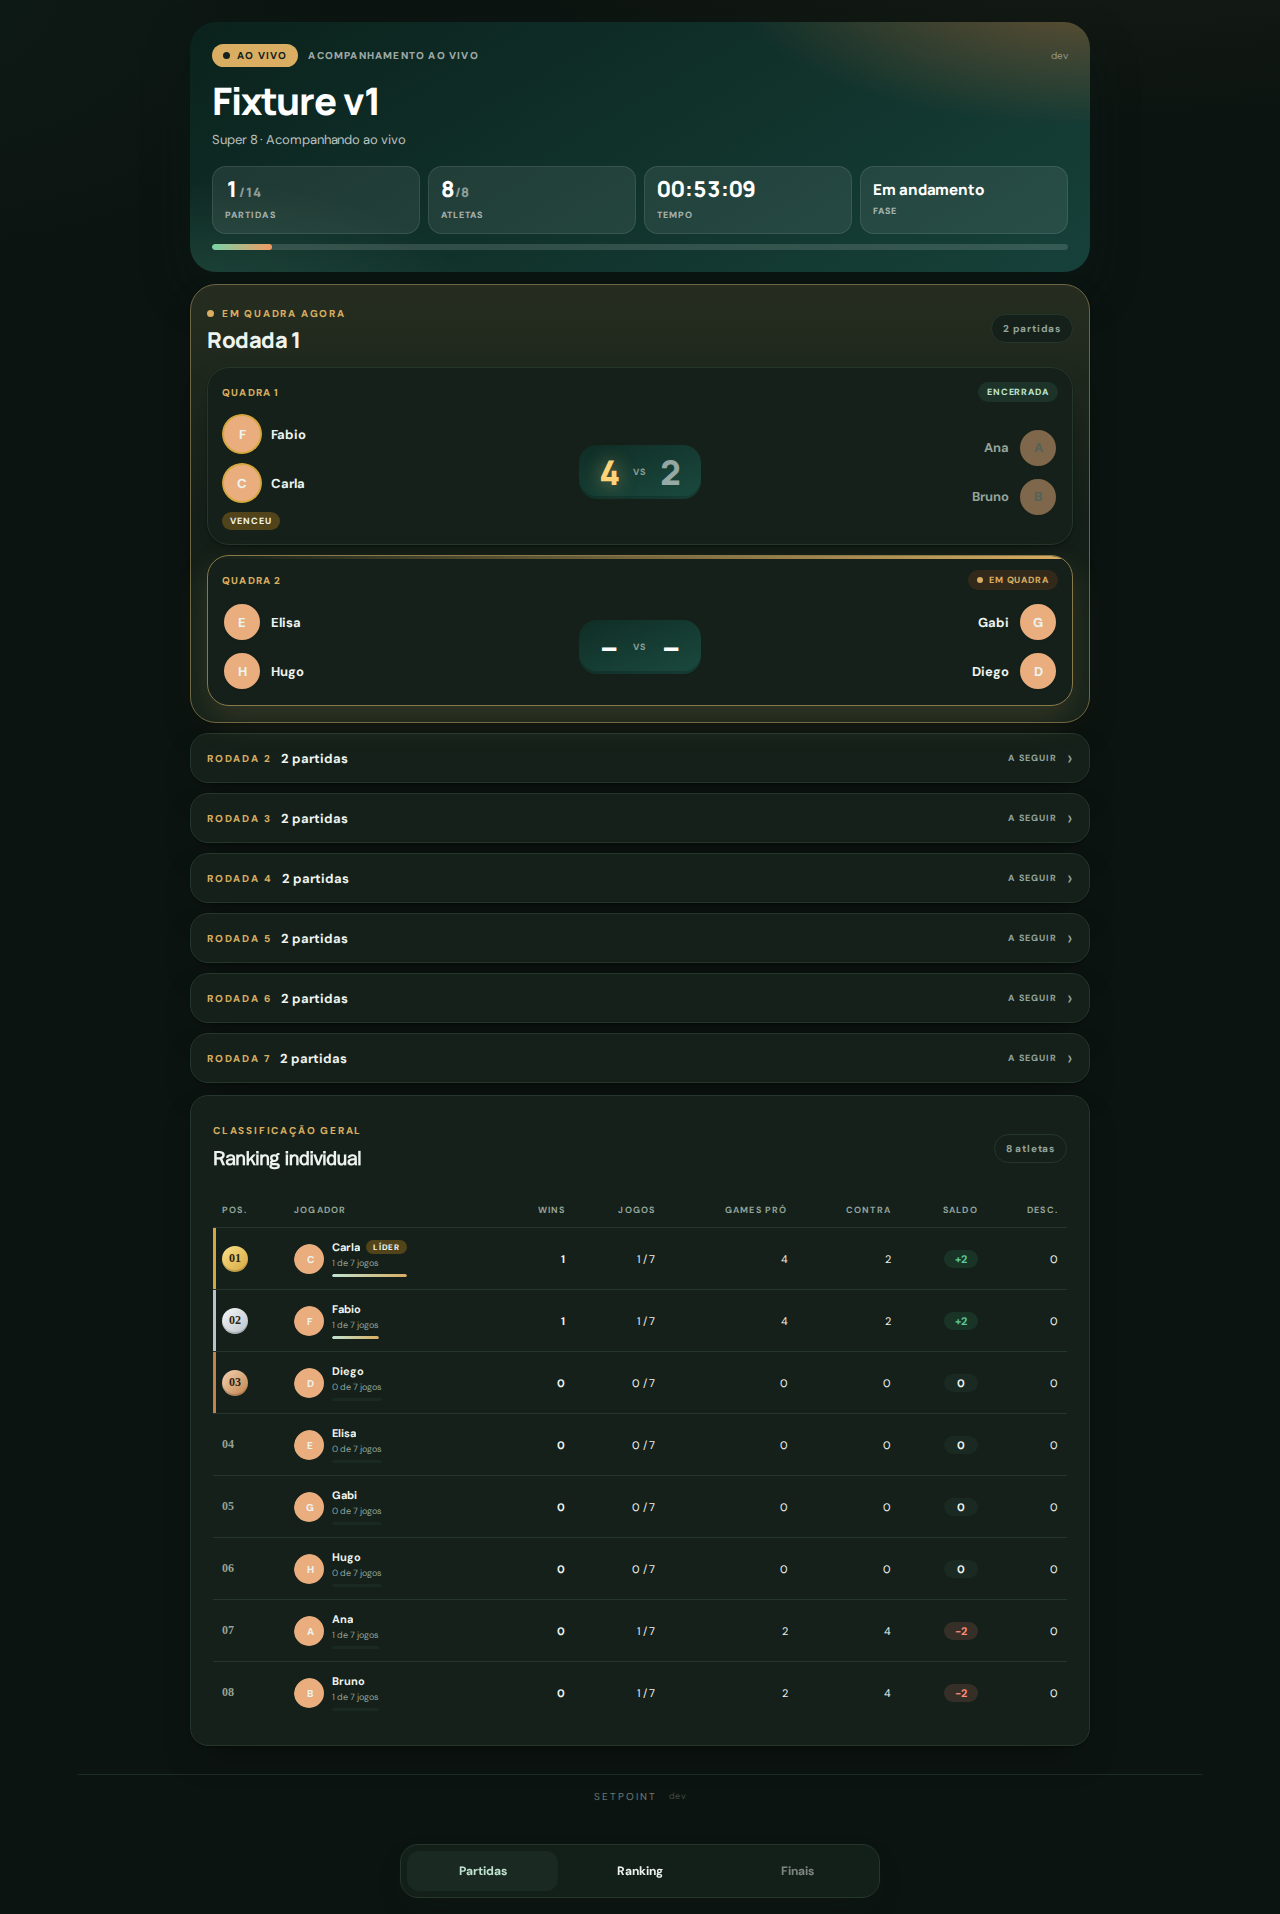 AO VIVO ACOMPANHAMENTO AO VIVO dev
Fixture v1
Super 8 · Acompanhando ao vivo
1/14 8/8 00:53:09 Em andamento
PARTIDAS ATLETAS TEMPO FASE
EM QUADRA AGORA
Rodada 1 2 partidas
QUADRA 1 ENCERRADA
F Fabio Ana A
4 VS 2
C Carla Bruno B
VENCEU
QUADRA 2 EM QUADRA
E Elisa Gabi G
– VS –
H Hugo Diego D
RODADA 2 2 partidas A SEGUIR ›
RODADA 3 2 partidas A SEGUIR ›
RODADA 4 2 partidas A SEGUIR ›
RODADA 5 2 partidas A SEGUIR ›
RODADA 6 2 partidas A SEGUIR ›
RODADA 7 2 partidas A SEGUIR ›
CLASSIFICAÇÃO GERAL
Ranking individual 8 atletas
POS. JOGADOR WINS JOGOS GAMES PRÓ CONTRA SALDO DESC.
01 C Carla LÍDER 1 1/7 4 2 +2 0
1 de 7 jogos
02 F Fabio 1 1/7 4 2 +2 0
1 de 7 jogos
03 D Diego 0 0/7 0 0 0 0
0 de 7 jogos
04 E Elisa 0 0/7 0 0 0 0
0 de 7 jogos
05 G Gabi 0 0/7 0 0 0 0
0 de 7 jogos
06 H Hugo 0 0/7 0 0 0 0
0 de 7 jogos
07 A Ana 0 1/7 2 4 -2 0
1 de 7 jogos
08 B Bruno 0 1/7 2 4 -2 0
1 de 7 jogos
SETPOINT dev
Partidas Ranking Finais